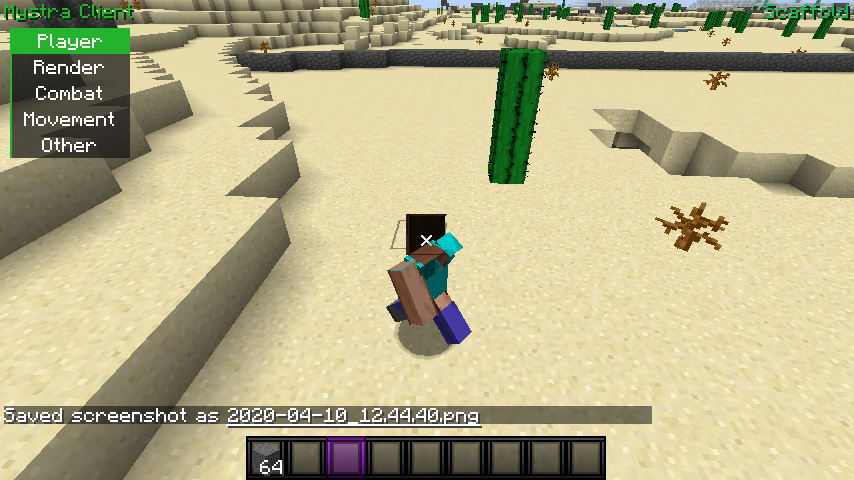 Mystra Client
Scaffold
Player
Render
Combat
Movement
Other
Saved screenshot as 2020-04-10_12.44.40.png
64